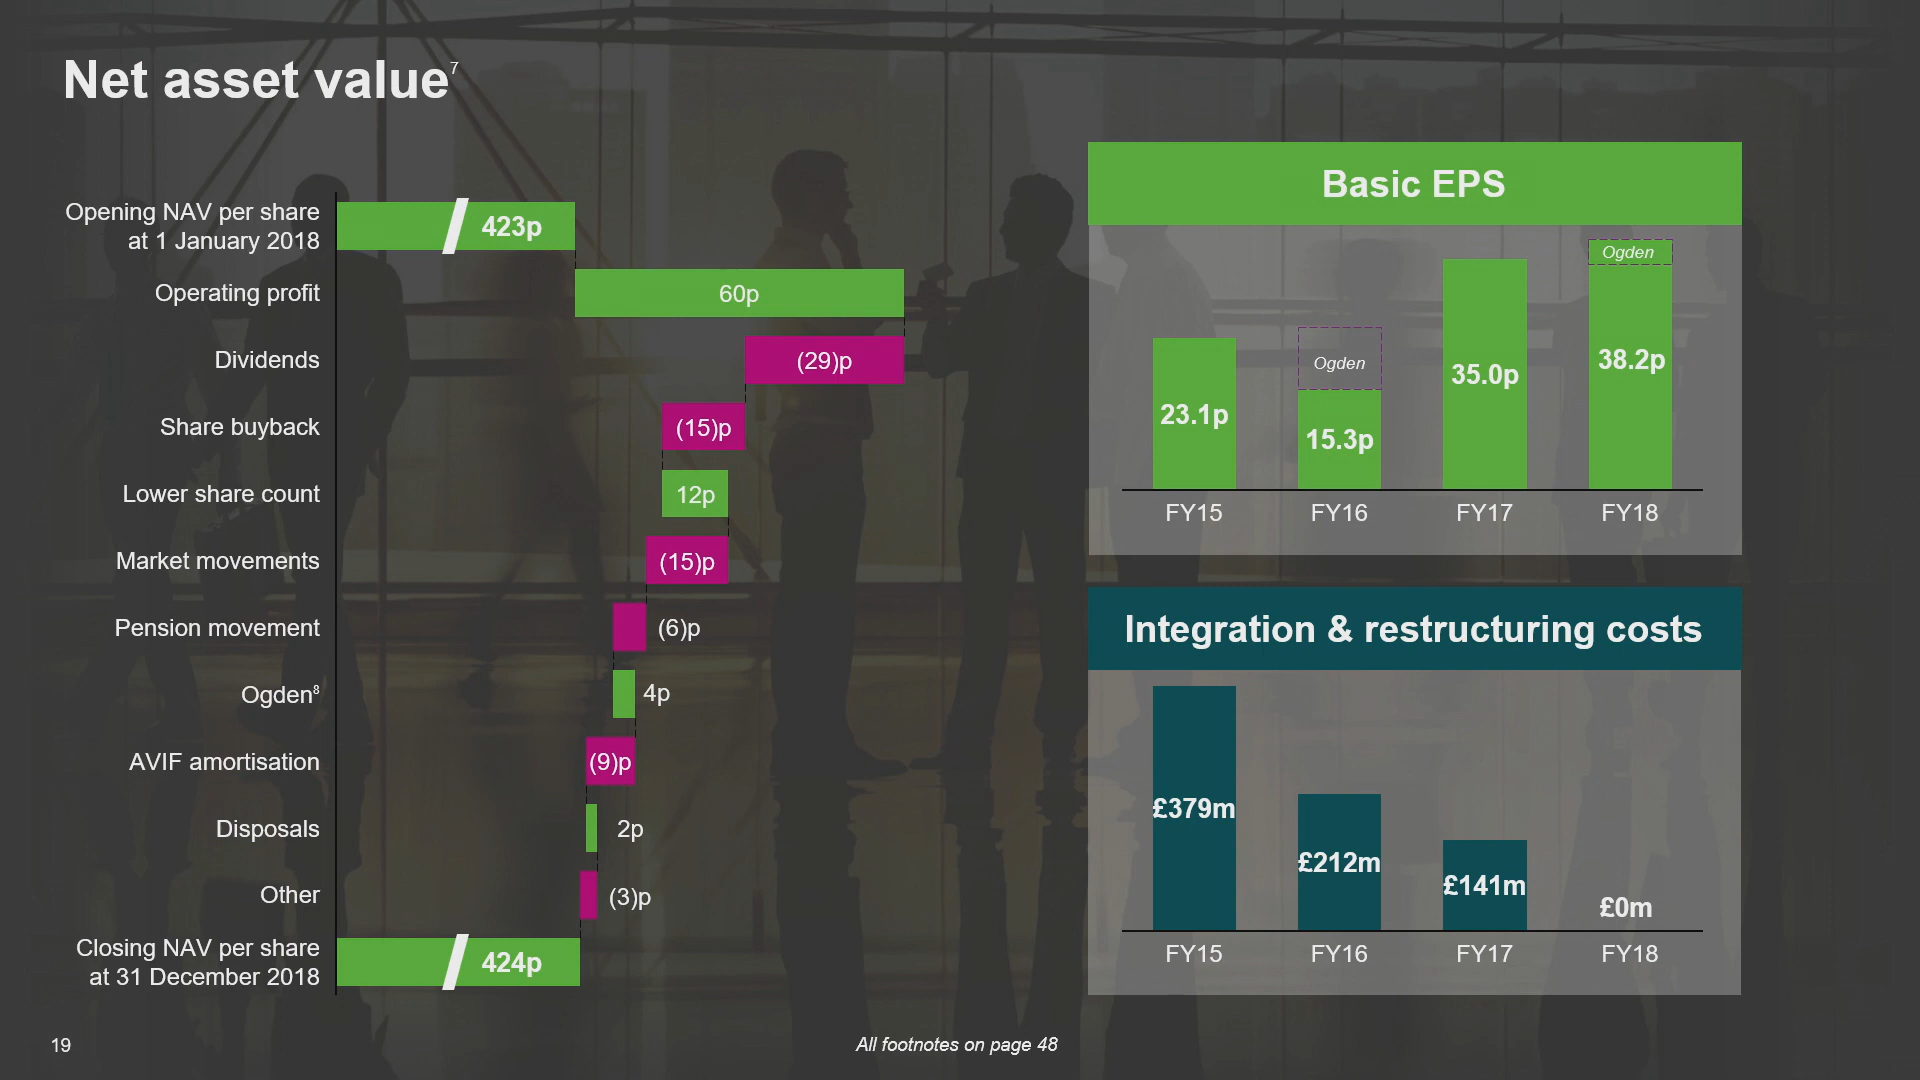 Net asset value7
Opening NAV per share
at 1 January 2018
423p
Operating profit
60p
Dividends
(29)p
Share buyback
(15)p
Lower share count
12p
Market movements
(15)p
Pension movement
(6)p
Ogden8
4p
AVIF amortisation
(9)p
Disposals
2p
Other
(3)p
Closing NAV per share
at 31 December 2018
424p
Basic EPS
Ogden
Ogden
23.1p
15.3p
35.0p
38.2p
FY15 FY16 FY17 FY18
Integration & restructuring costs
£379m
£212m
£141m
£0m
FY15 FY16 FY17 FY18
19
All footnotes on page 48